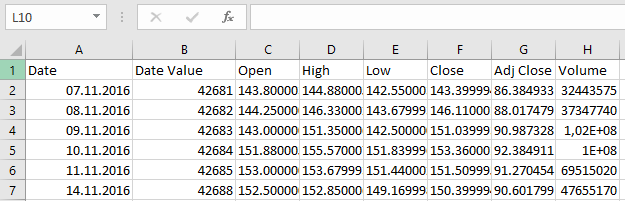 L10 fx
A B C D E F G H
1 Date Date Value Open High Low Close Adj Close Volume
2 07.11.2016 42681 143.80000 144.880005 142.55000 143.399994 86.384933 32443575
3 08.11.2016 42682 144.25000 146.33000 143.67999 146.11000 88.017479 37347740
4 09.11.2016 42683 143.00000 151.35000 142.50000 151.03999 90.987328 1,02E+08
5 10.11.2016 42684 151.88000 155.57000 151.83999 153.36000 92.384911 1E+08
6 11.11.2016 42685 153.00000 153.67999 151.44000 151.50999 91.270454 69515020
7 14.11.2016 42688 152.50000 152.85000 149.16999 150.39999 90.601799 47655170